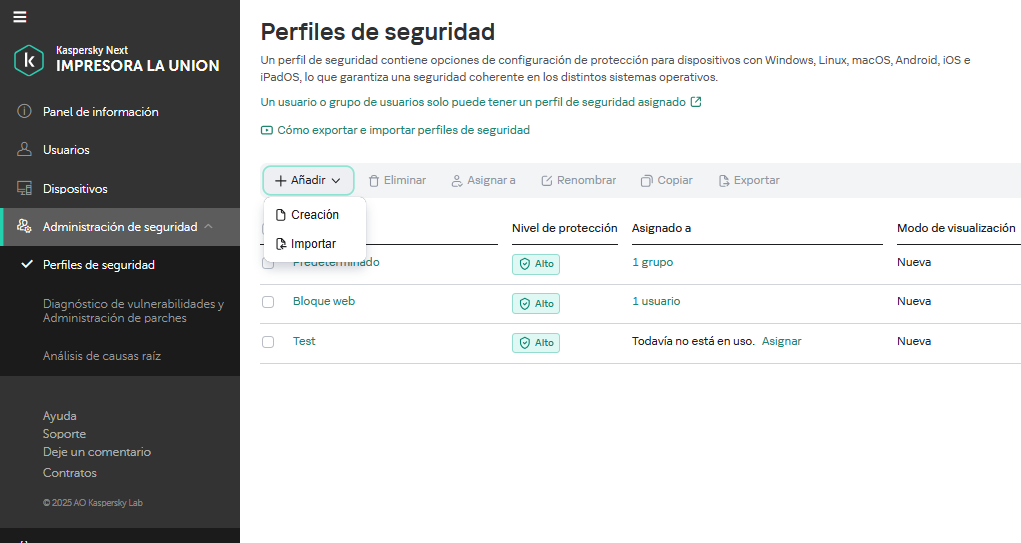 Kaspersky Next
IMPRESORA LA UNION
Panel de información
Usuarios
Dispositivos
Administración de seguridad
Perfiles de seguridad
Diagnóstico de vulnerabilidades y
Administración de parches
Análisis de causas raíz
Ayuda
Soporte
Deje un comentario
Contratos
© 2025 AO Kaspersky Lab
Perfiles de seguridad
Un perfil de seguridad contiene opciones de configuración de protección para dispositivos con Windows, Linux, macOS, Android, iOS e
iPadOS, lo que garantiza una seguridad coherente en los distintos sistemas operativos.
Un usuario o grupo de usuarios solo puede tener un perfil de seguridad asignado
Cómo exportar e importar perfiles de seguridad
Añadir Eliminar Asignar a Renombrar Copiar Exportar
Creación
Importar
Nivel de protección Asignado a Modo de visualización
Predeterminado Alto 1 grupo Nueva
Bloque web Alto 1 usuario Nueva
Test Alto Todavía no está en uso. Asignar Nueva